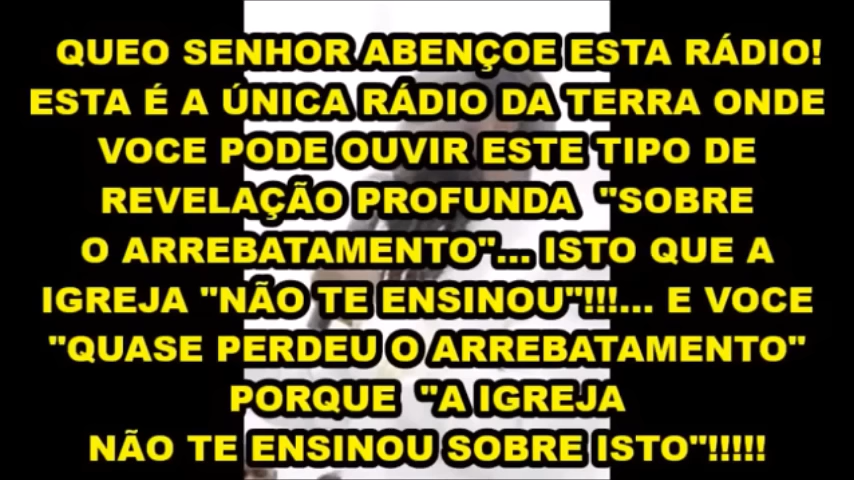 QUEO SENHOR ABENÇOE ESTA RÁDIO!
ESTA É A ÚNICA RÁDIO DA TERRA ONDE
VOCE PODE OUVIR ESTE TIPO DE
REVELAÇÃO PROFUNDA "SOBRE
O ARREBATAMENTO"... ISTO QUE A
IGREJA "NÃO TE ENSINOU"!!!... E VOCE
"QUASE PERDEU O ARREBATAMENTO"
PORQUE "A IGREJA
NÃO TE ENSINOU SOBRE ISTO"!!!!!